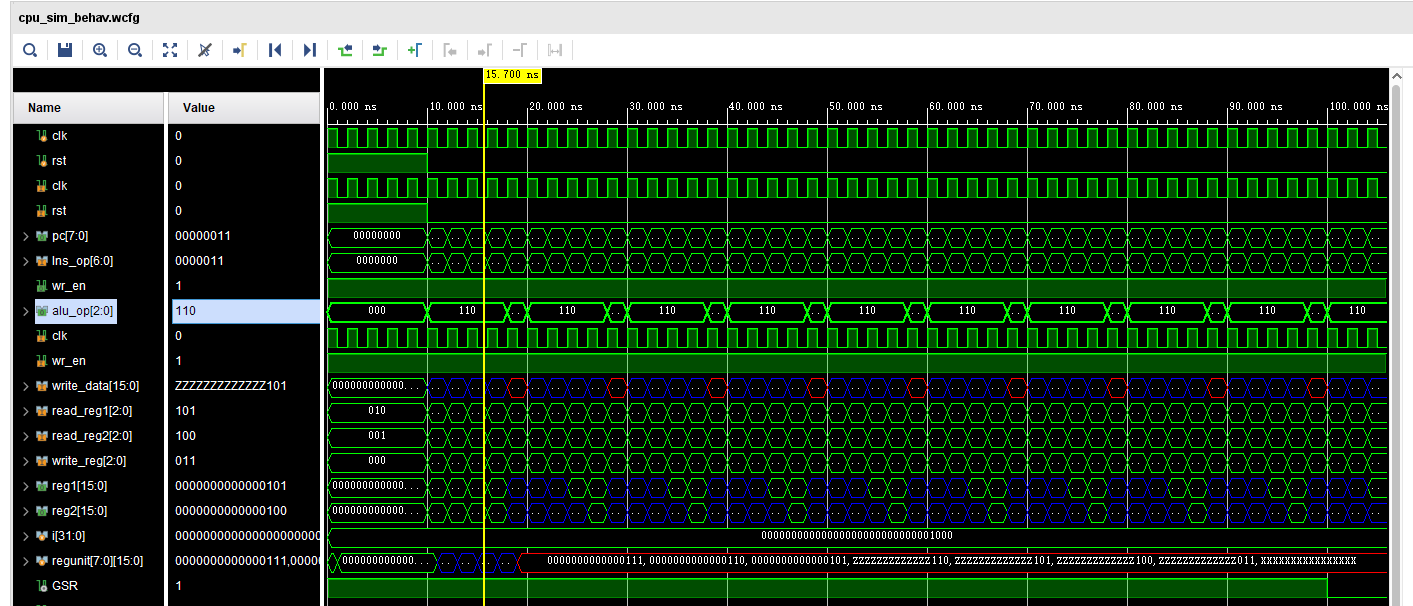 cpu_sim_behav.wcfg
15.700 ns
Name Value
0.000 ns 10.000 ns 20.000 ns 30.000 ns 40.000 ns 50.000 ns 60.000 ns 70.000 ns 80.000 ns 90.000 ns 100.000 ns
clk 0
rst 0
clk 0
rst 0
pc[7:0] 00000011 00000000
Ins_op[6:0] 0000011 0000000
wr_en 1
alu_op[2:0] 110 000 110 110 110 110 110 110 110 110 110 110
clk 0
wr_en 1
write_data[15:0] ZZZZZZZZZZZZZ101 000000000000...
read_reg1[2:0] 101 010
read_reg2[2:0] 100 001
write_reg[2:0] 011 000
reg1[15:0] 0000000000000101 000000000000...
reg2[15:0] 0000000000000100 000000000000...
i[31:0] 00000000000000000000000000001000
regunit[7:0][15:0] 0000000000000111,0000 000000000000... 0000000000000111,0000000000000110,0000000000000101,ZZZZZZZZZZZZZ110,ZZZZZZZZZZZZZ101,ZZZZZZZZZZZZZ100,ZZZZZZZZZZZZZ011,XXXXXXXXXXXXXXXX
GSR 1